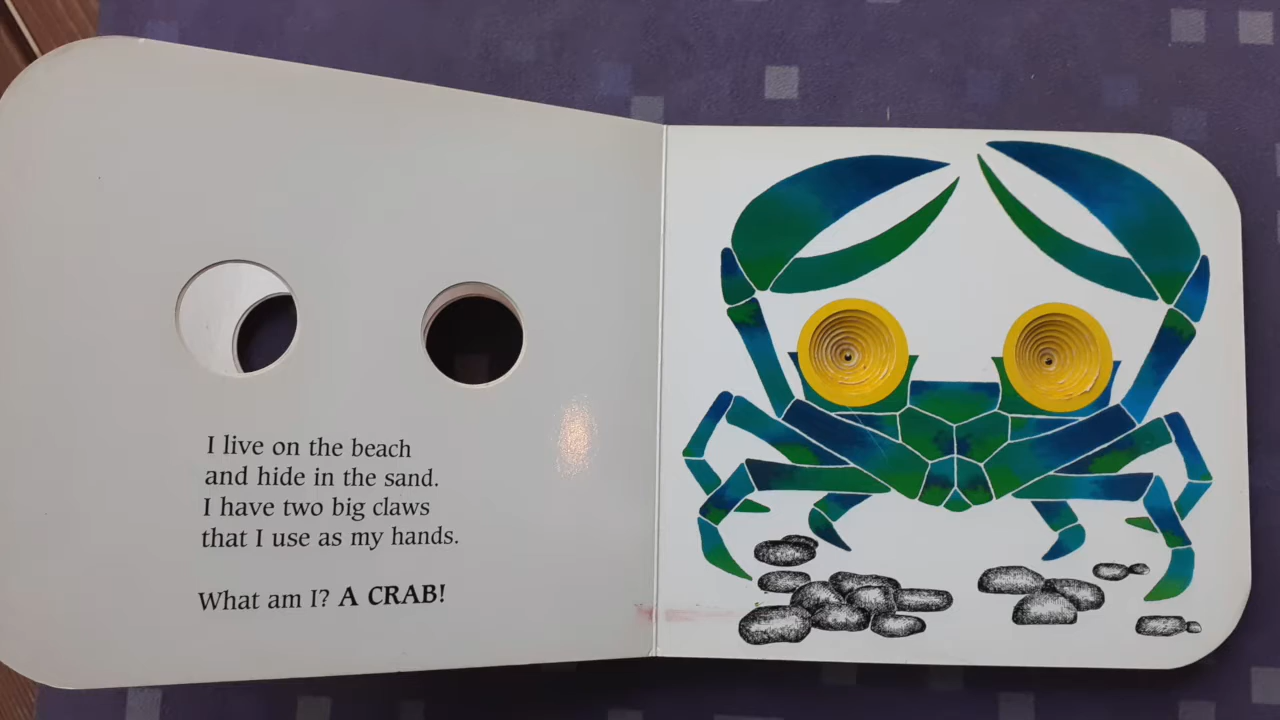 I live on the beach
and hide in the sand.
I have two big claws
that I use as my hands.
What am I? A CRAB!